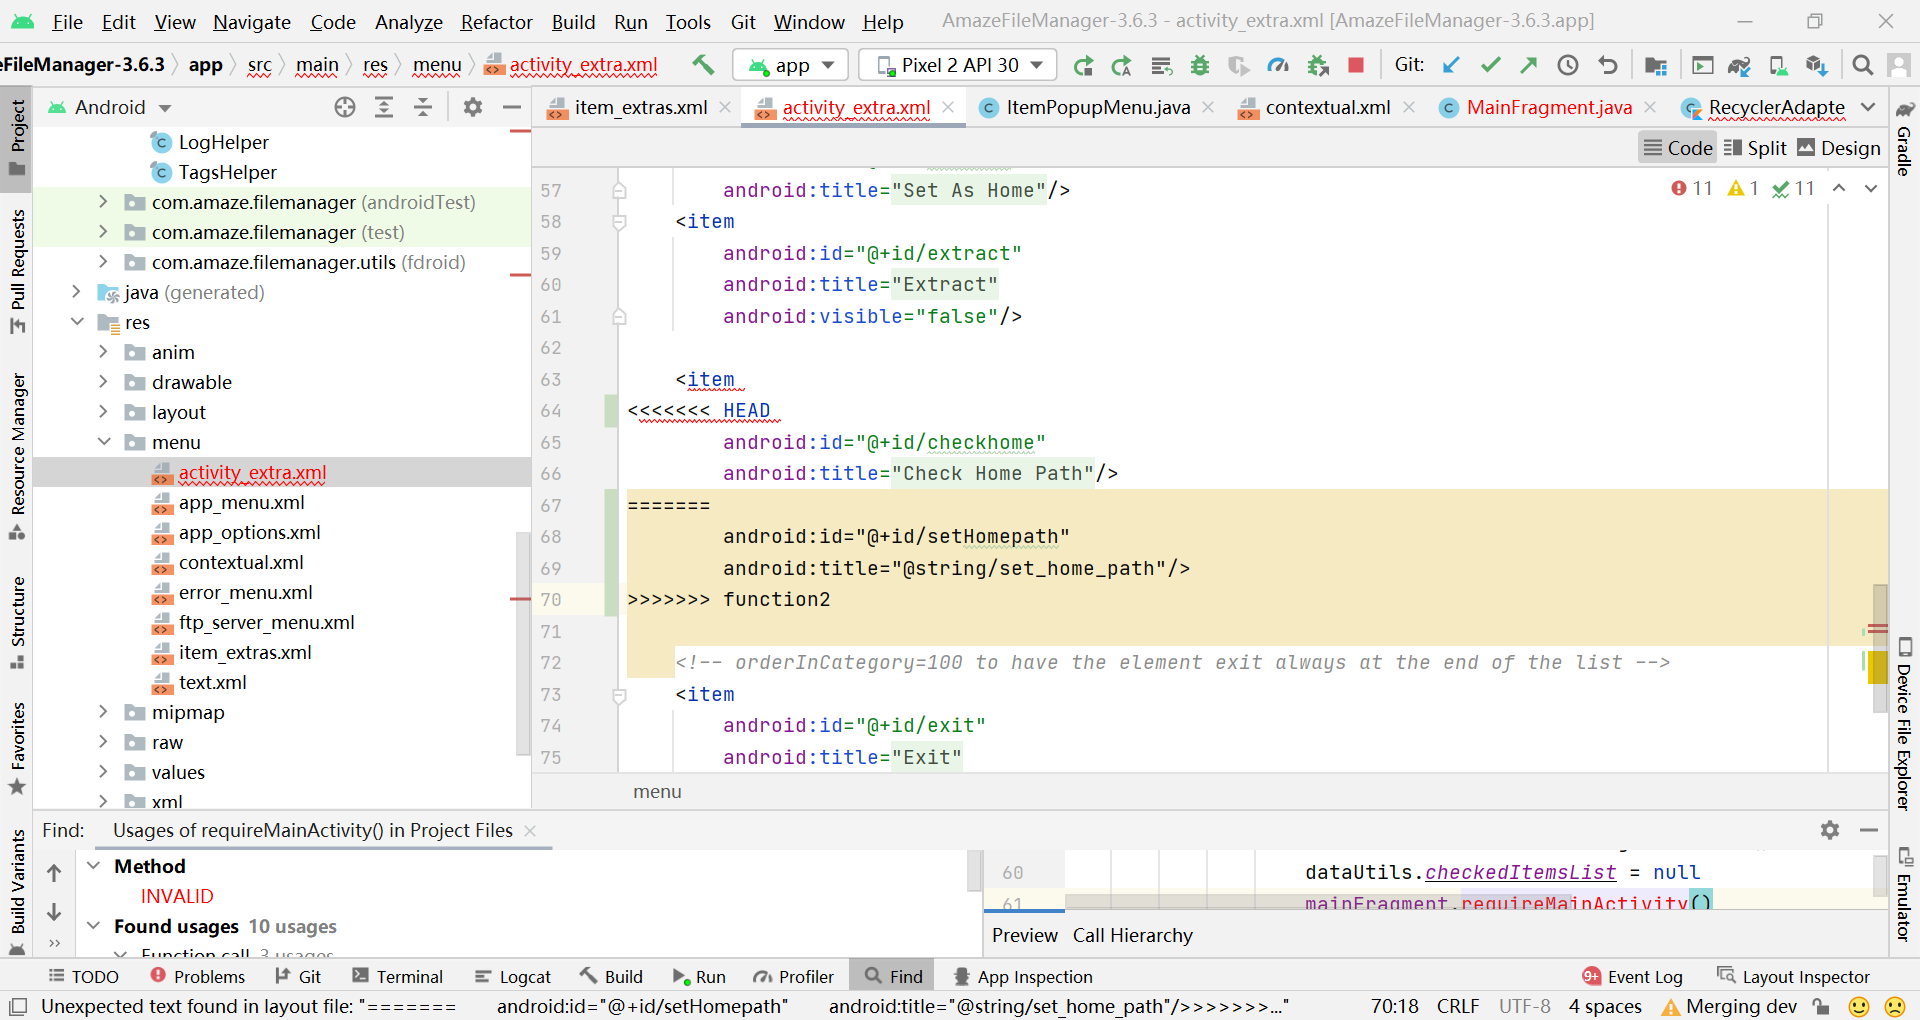 File Edit View Navigate Code Analyze Refactor Build Run Tools Git Window Help AmazeFileManager-3.6.3 - activity_extra.xml [AmazeFileManager-3.6.3.app]
eFileManager-3.6.3 app src main res menu activity_extra.xml app Pixel 2 API 30 Git:
Android
item_extras.xml activity_extra.xml ItemPopupMenu.java contextual.xml MainFragment.java RecyclerAdapte
Code Split Design
Project
Pull Requests
Resource Manager
Structure
Favorites
Build Variants
LogHelper
TagsHelper
com.amaze.filemanager (androidTest)
com.amaze.filemanager (test)
com.amaze.filemanager.utils (fdroid)
java (generated)
res
anim
drawable
layout
menu
activity_extra.xml
app_menu.xml
app_options.xml
contextual.xml
error_menu.xml
ftp_server_menu.xml
item_extras.xml
text.xml
mipmap
raw
values
xml
11 1 11
57 android:title="Set As Home"/>
58 <item
59 android:id="@+id/extract"
60 android:title="Extract"
61 android:visible="false"/>
62
63 <item
64 <<<<<<< HEAD
65 android:id="@+id/checkhome"
66 android:title="Check Home Path"/>
67 =======
68 android:id="@+id/setHomepath"
69 android:title="@string/set_home_path"/>
70 >>>>>>> function2
71
72 <!-- orderInCategory=100 to have the element exit always at the end of the list -->
73 <item
74 android:id="@+id/exit"
75 android:title="Exit"
menu
Gradle
Device File Explorer
Emulator
Find: Usages of requireMainActivity() in Project Files
Method
INVALID
Found usages 10 usages
Function call 3 usages
60 dataUtils.checkedItemsList = null
61 mainFragment.requireMainActivity()
Preview Call Hierarchy
TODO Problems Git Terminal Logcat Build Run Profiler Find App Inspection 9+ Event Log Layout Inspector
Unexpected text found in layout file: "======= android:id="@+id/setHomepath" android:title="@string/set_home_path"/>>>>>>>..." 70:18 CRLF UTF-8 4 spaces Merging dev